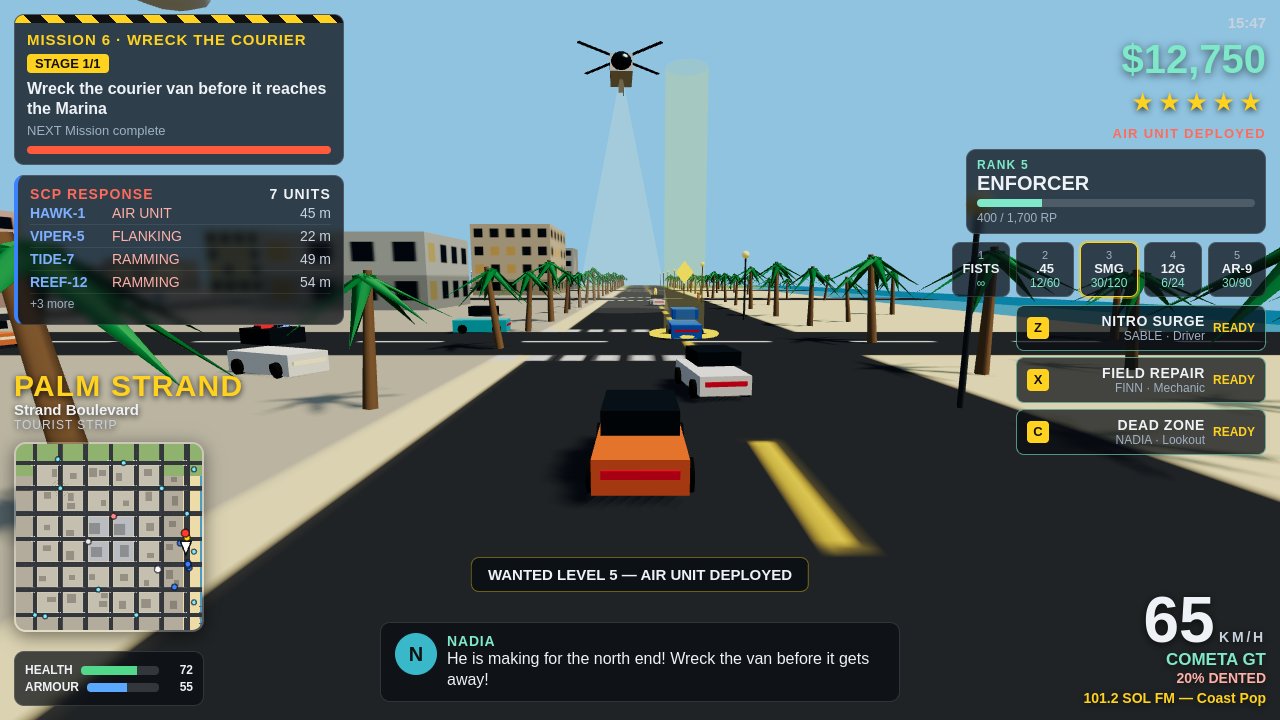 MISSION 6 · WRECK THE COURIER
STAGE 1/1
Wreck the courier van before it reaches
the Marina
NEXT Mission complete
SCP RESPONSE 7 UNITS
HAWK-1 AIR UNIT 45 m
VIPER-5 FLANKING 22 m
TIDE-7 RAMMING 49 m
REEF-12 RAMMING 54 m
+3 more
PALM STRAND
Strand Boulevard
TOURIST STRIP
HEALTH 72
ARMOUR 55
15:47
$12,750
★★★★★
AIR UNIT DEPLOYED
RANK 5
ENFORCER
400 / 1,700 RP
1 2 3 4 5
FISTS .45 SMG 12G AR-9
∞ 12/60 30/120 6/24 30/90
Z NITRO SURGE READY
SABLE · Driver
X FIELD REPAIR READY
FINN · Mechanic
C DEAD ZONE READY
NADIA · Lookout
WANTED LEVEL 5 — AIR UNIT DEPLOYED
N
NADIA
He is making for the north end! Wreck the van before it gets
away!
65 KM/H
COMETA GT
20% DENTED
101.2 SOL FM — Coast Pop